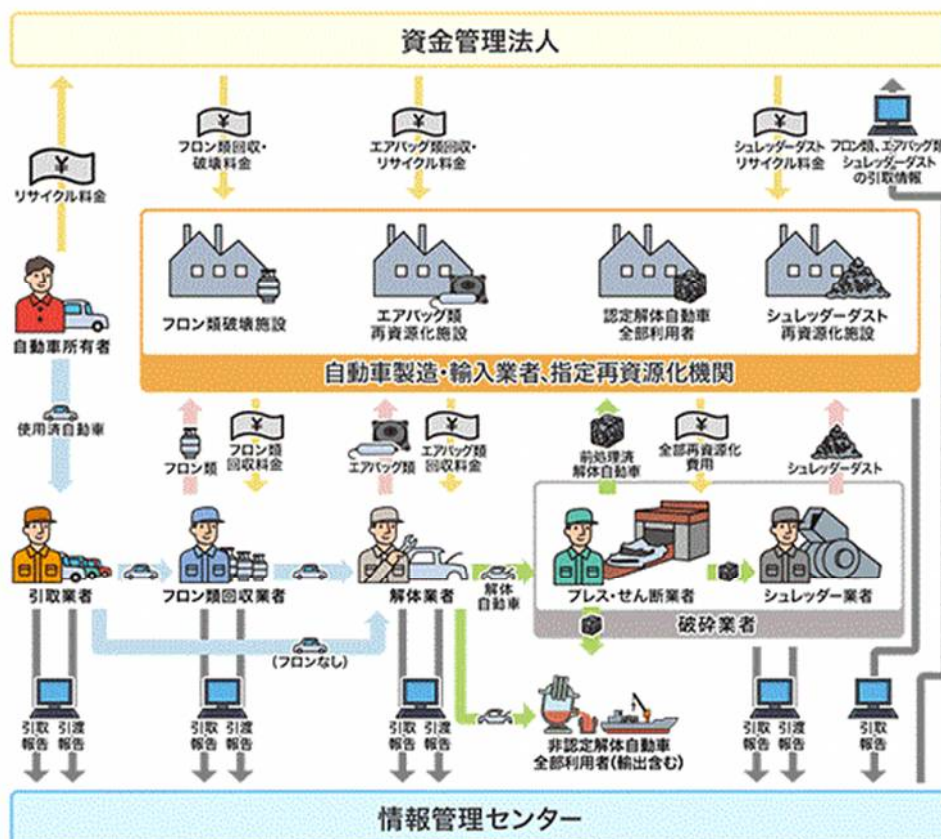 資金管理法人
リサイクル料金
フロン類回収・
破壊料金
エアバッグ類回収・
リサイクル料金
シュレッダーダスト
リサイクル料金
フロン類、エアバッグ類
シュレッダーダスト
の引取情報
自動車所有者
フロン類破壊施設
エアバッグ類
再資源化施設
認定解体自動車
全部利用者
シュレッダーダスト
再資源化施設
自動車製造・輸入業者、指定再資源化機関
使用済自動車
フロン類
フロン類
回収料金
エアバッグ類
エアバッグ類
回収料金
前処理済
解体自動車
全部再資源化
費用
シュレッダーダスト
引取業者
フロン類回収業者
解体業者
解体
自動車
プレス・せん断業者
シュレッダー業者
破砕業者
(フロンなし)
引取
報告
引渡
報告
引取
報告
引渡
報告
引取
報告
引渡
報告
非認定解体自動車
全部利用者(輸出含む)
引取
報告
引渡
報告
引取
報告
情報管理センター